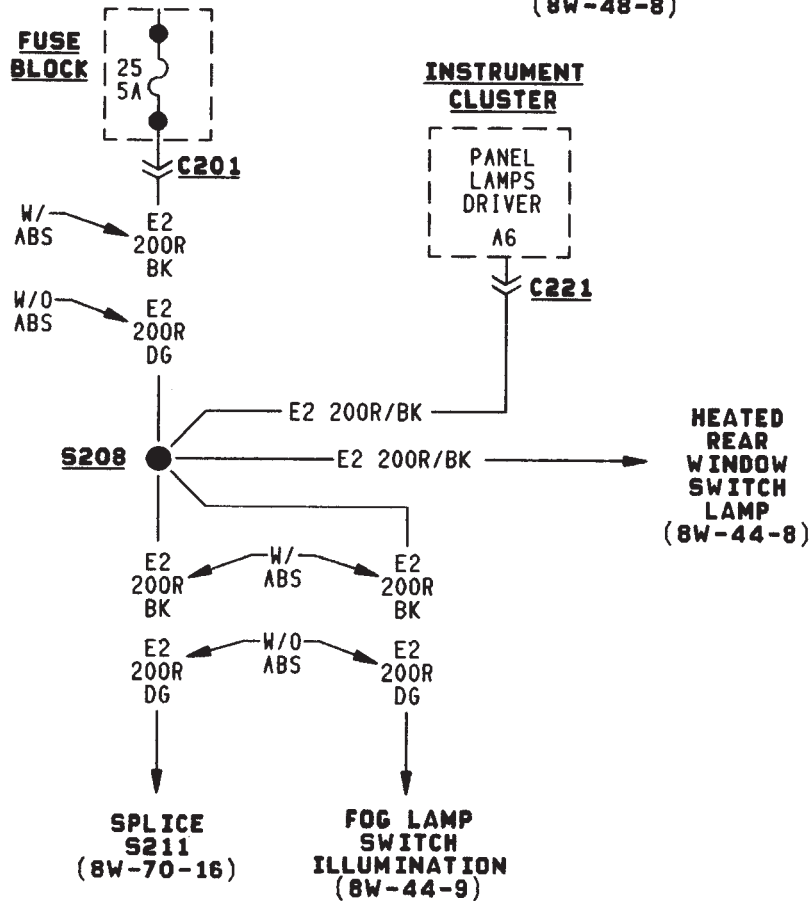 (8W-48-8)
FUSE
BLOCK
25
5A
C201
INSTRUMENT
CLUSTER
PANEL
LAMPS
DRIVER
A6
C221
W/
ABS
E2
200R
BK
W/O
ABS
E2
200R
DG
E2 200R/BK
S208
E2 200R/BK
HEATED
REAR
WINDOW
SWITCH
LAMP
(8W-44-8)
E2
200R
BK
W/
ABS
E2
200R
BK
E2
200R
DG
W/O
ABS
E2
200R
DG
SPLICE
S211
(8W-70-16)
FOG LAMP
SWITCH
ILLUMINATION
(8W-44-9)